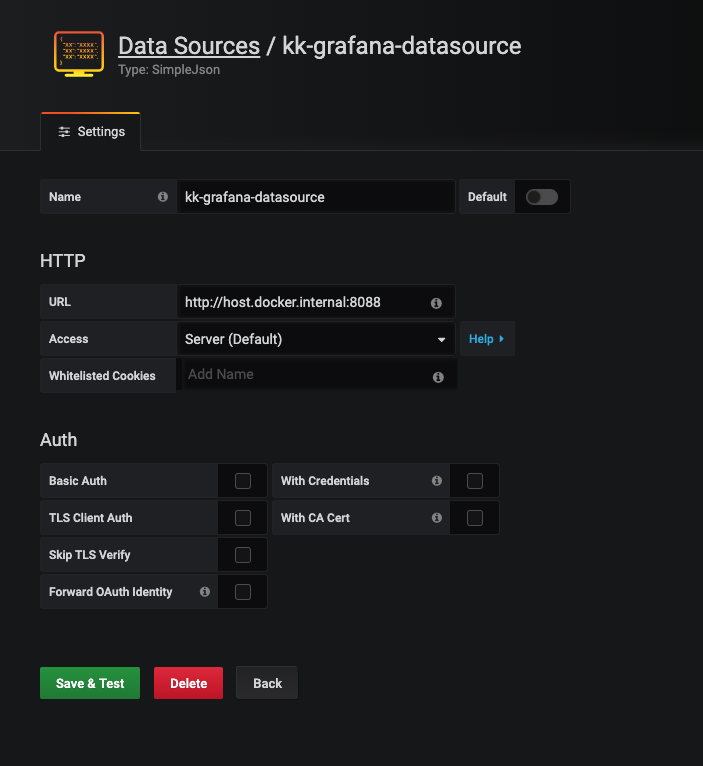 Data Sources / kk-grafana-datasource
Type: SimpleJson
Settings
Name kk-grafana-datasource Default
HTTP
URL http://host.docker.internal:8088
Access Server (Default) Help
Whitelisted Cookies Add Name
Auth
Basic Auth With Credentials
TLS Client Auth With CA Cert
Skip TLS Verify
Forward OAuth Identity
Save & Test Delete Back